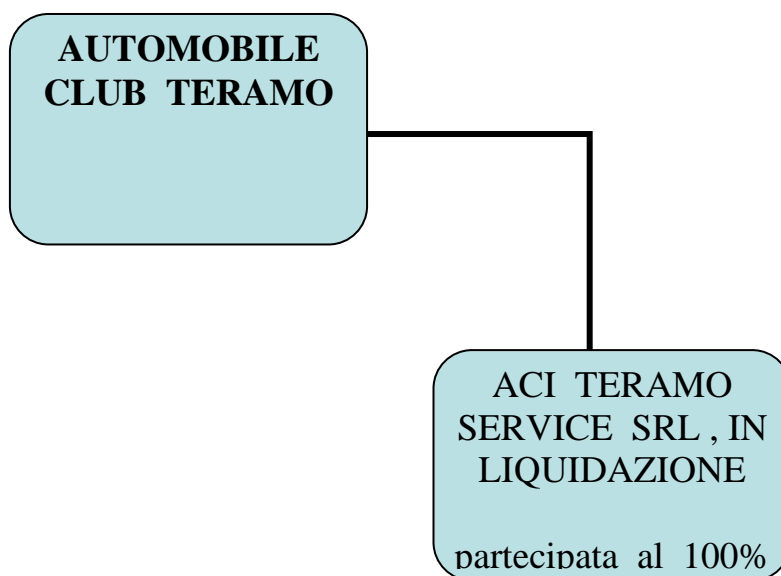 AUTOMOBILE
CLUB TERAMO
ACI TERAMO
SERVICE SRL , IN
LIQUIDAZIONE
partecipata al 100%